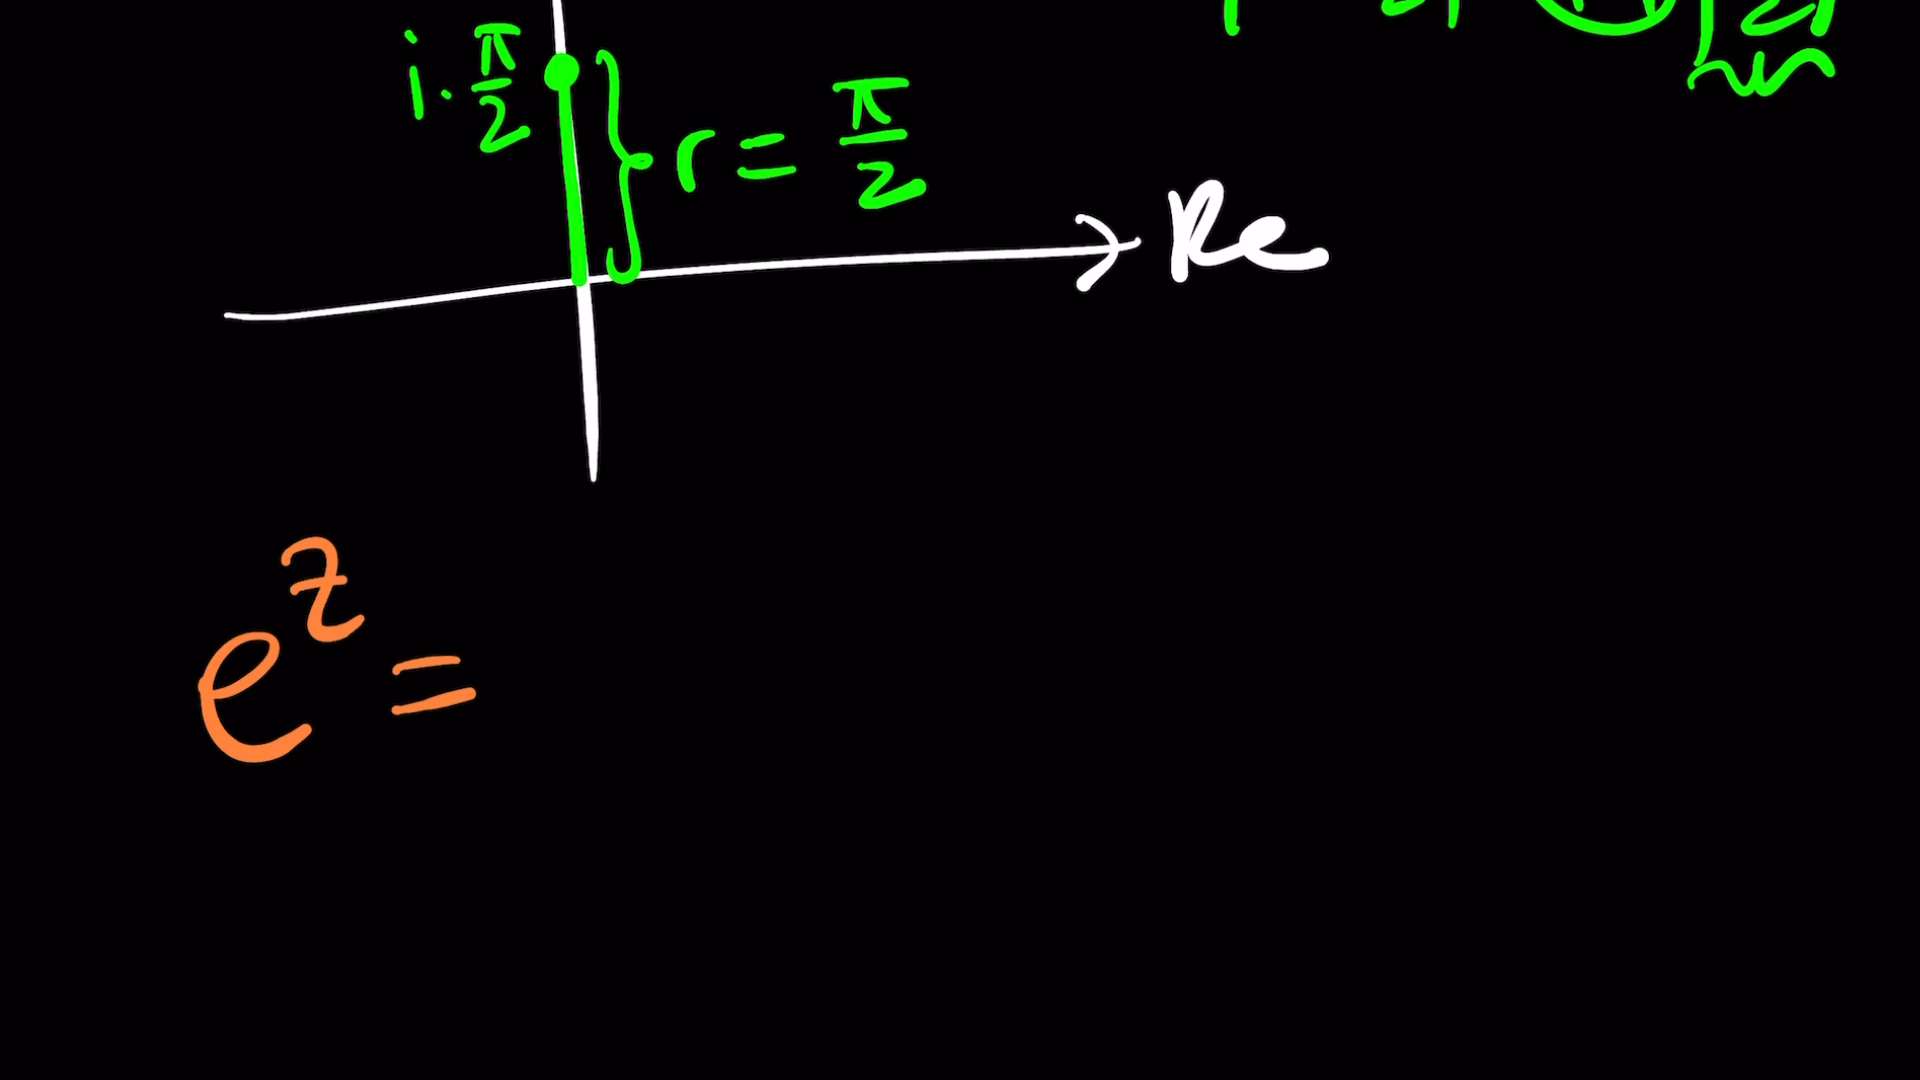 i·π/2
r = π/2
Re
e^z =